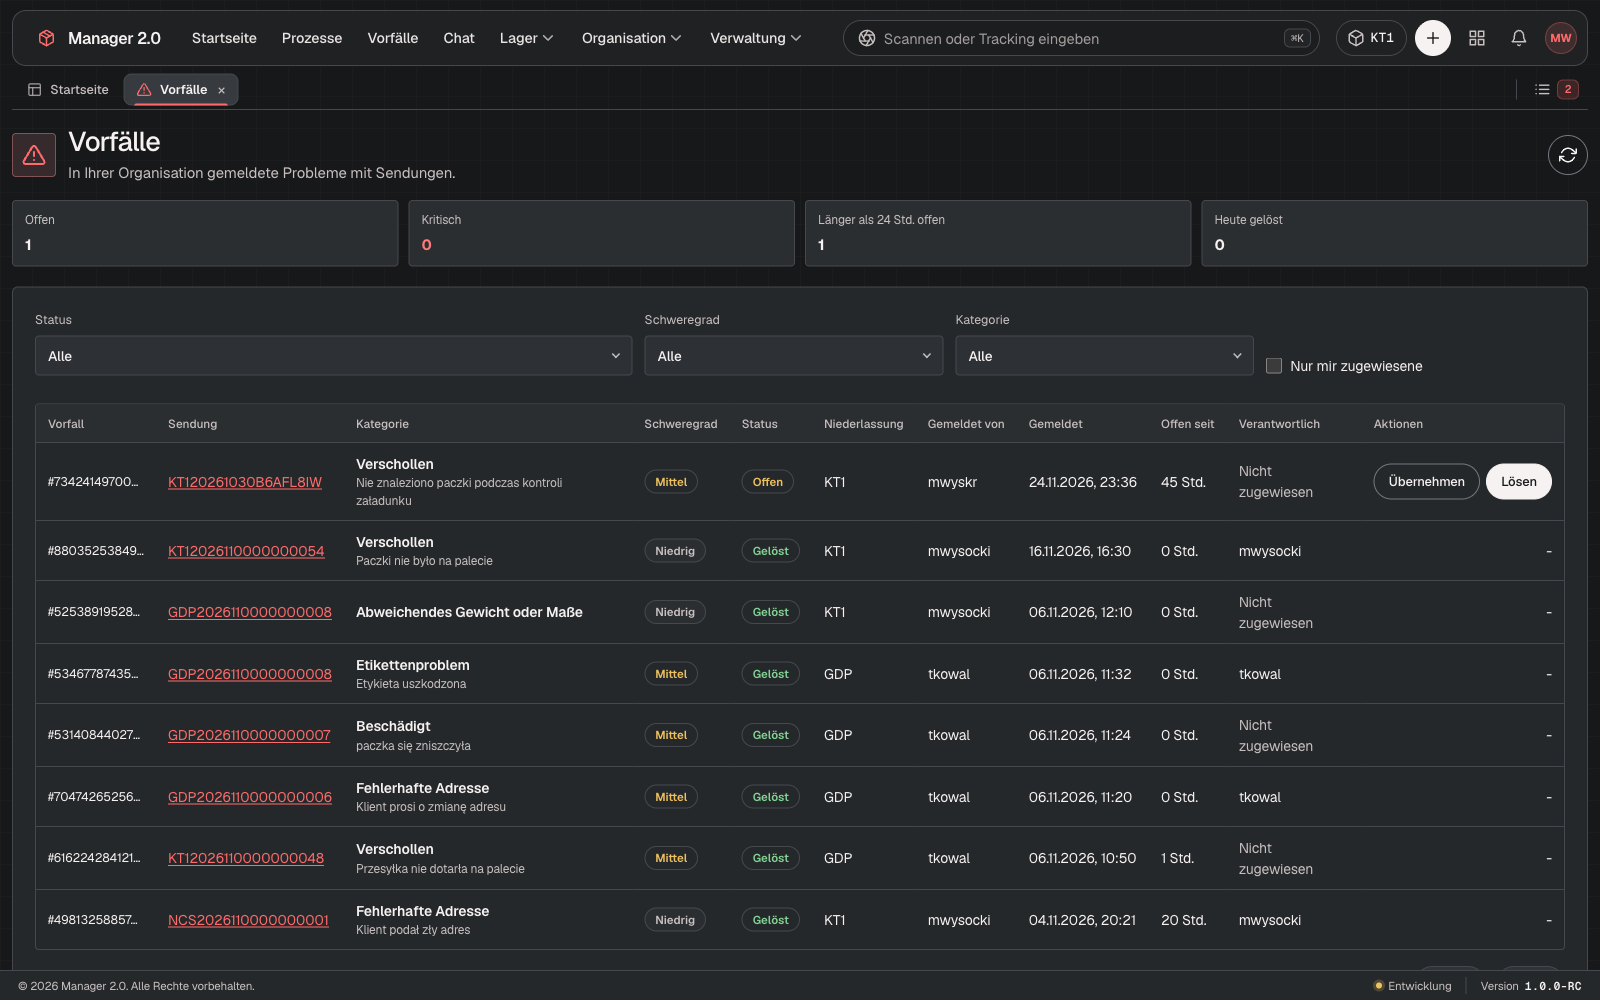 Manager 2.0 Startseite Prozesse Vorfälle Chat Lager Organisation Verwaltung Scannen oder Tracking eingeben ⌘K KT1 MW
Startseite Vorfälle × 2
Vorfälle
In Ihrer Organisation gemeldete Probleme mit Sendungen.
Offen Kritisch Länger als 24 Std. offen Heute gelöst
1 0 1 0
Status Schweregrad Kategorie
Alle Alle Alle Nur mir zugewiesene
Vorfall Sendung Kategorie Schweregrad Status Niederlassung Gemeldet von Gemeldet Offen seit Verantwortlich Aktionen
#73424149700... KT120261030B6AFL8IW Verschollen Mittel Offen KT1 mwyskr 24.11.2026, 23:36 45 Std. Nicht zugewiesen Übernehmen Lösen
Nie znaleziono paczki podczas kontroli
załadunku
#88035253849... KT12026110000000054 Verschollen Niedrig Gelöst KT1 mwysocki 16.11.2026, 16:30 0 Std. mwysocki -
Paczki nie było na palecie
#52538919528... GDP2026110000000008 Abweichendes Gewicht oder Maße Niedrig Gelöst KT1 mwysocki 06.11.2026, 12:10 0 Std. Nicht zugewiesen -
#53467787435... GDP2026110000000008 Etikettenproblem Mittel Gelöst GDP tkowal 06.11.2026, 11:32 0 Std. tkowal -
Etykieta uszkodzona
#53140844027... GDP2026110000000007 Beschädigt Mittel Gelöst GDP tkowal 06.11.2026, 11:24 0 Std. Nicht zugewiesen -
paczka się zniszczyła
#70474265256... GDP2026110000000006 Fehlerhafte Adresse Mittel Gelöst GDP tkowal 06.11.2026, 11:20 0 Std. tkowal -
Klient prosi o zmianę adresu
#616224284121... KT12026110000000048 Verschollen Mittel Gelöst GDP tkowal 06.11.2026, 10:50 1 Std. Nicht zugewiesen -
Przesyłka nie dotarła na palecie
#49813258857... NCS2026110000000001 Fehlerhafte Adresse Niedrig Gelöst KT1 mwysocki 04.11.2026, 20:21 20 Std. mwysocki -
Klient podał zły adres
© 2026 Manager 2.0. Alle Rechte vorbehalten. Entwicklung Version 1.0.0-RC